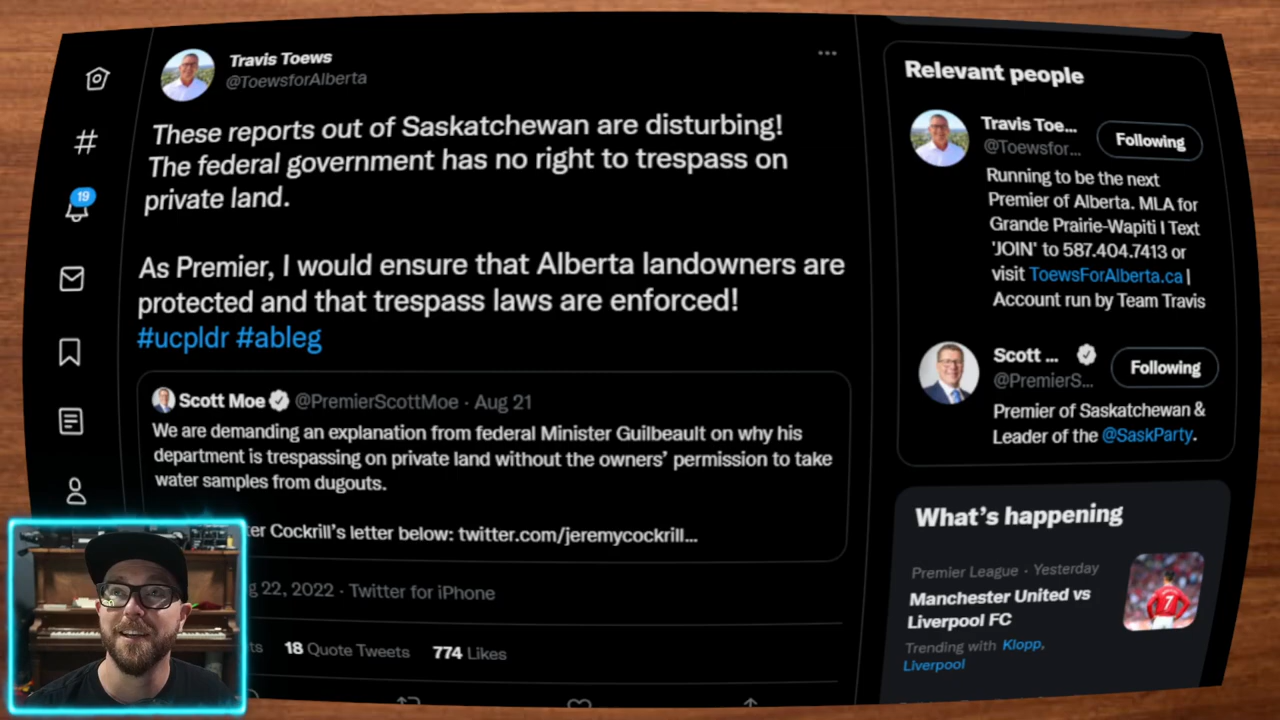 Travis Toews
@ToewsforAlberta
These reports out of Saskatchewan are disturbing!
The federal government has no right to trespass on
private land.
As Premier, I would ensure that Alberta landowners are
protected and that trespass laws are enforced!
#ucpldr #ableg
Scott Moe @PremierScottMoe · Aug 21
We are demanding an explanation from federal Minister Guilbeault on why his
department is trespassing on private land without the owners’ permission to take
water samples from dugouts.
Cockrill’s letter below: twitter.com/jeremycockrill...
22, 2022 · Twitter for iPhone
18 Quote Tweets 774 Likes
19
Relevant people
Travis Toe...
@Toewsfor...
Following
Running to be the next
Premier of Alberta. MLA for
Grande Prairie-Wapiti I Text
'JOIN' to 587.404.7413 or
visit ToewsForAlberta.ca |
Account run by Team Travis
Scott ...
@PremierS...
Following
Premier of Saskatchewan &
Leader of the @SaskParty.
What’s happening
Premier League · Yesterday
Manchester United vs
Liverpool FC
Trending with Klopp,
Liverpool
7